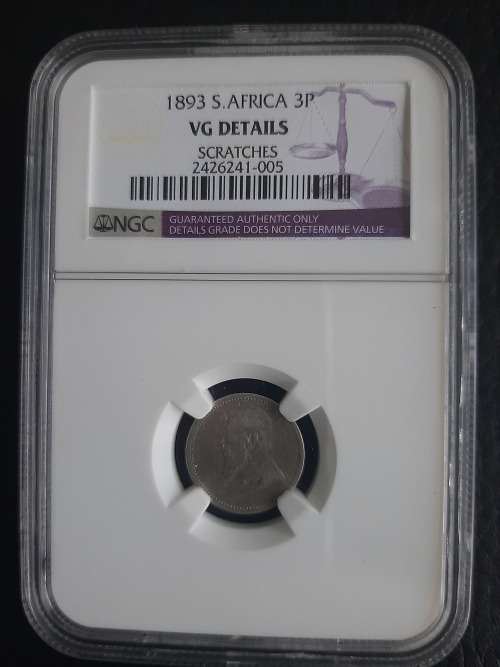 1893 S.AFRICA 3P
VG DETAILS
SCRATCHES
2426241-005
NGC
GUARANTEED AUTHENTIC ONLY
DETAILS GRADE DOES NOT DETERMINE VALUE